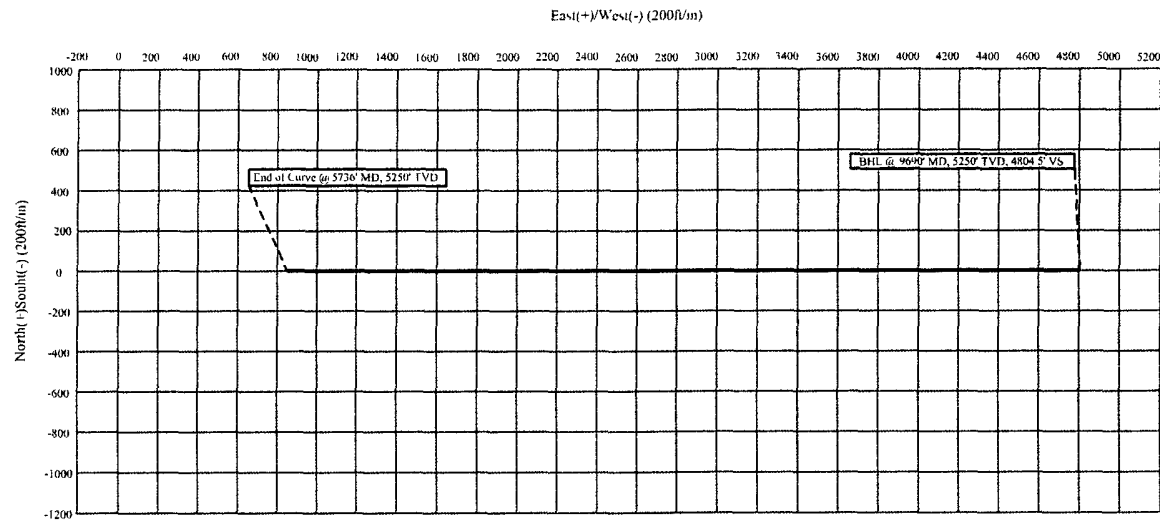 East(+)/West(-) (200ft/in)
-200 0 200 400 600 800 1000 1200 1400 1600 1800 2000 2200 2400 2600 2800 3000 3200 3400 3600 3800 4000 4200 4400 4600 4800 5000 5200
1000
800
600
BHL @ 9690' MD, 5250' TVD, 4804 5' VS
End of Curve @ 5736' MD, 5250' TVD
400
200
0
-200
-400
-600
-800
-1000
-1200
North(+)Souht(-) (200ft/in)